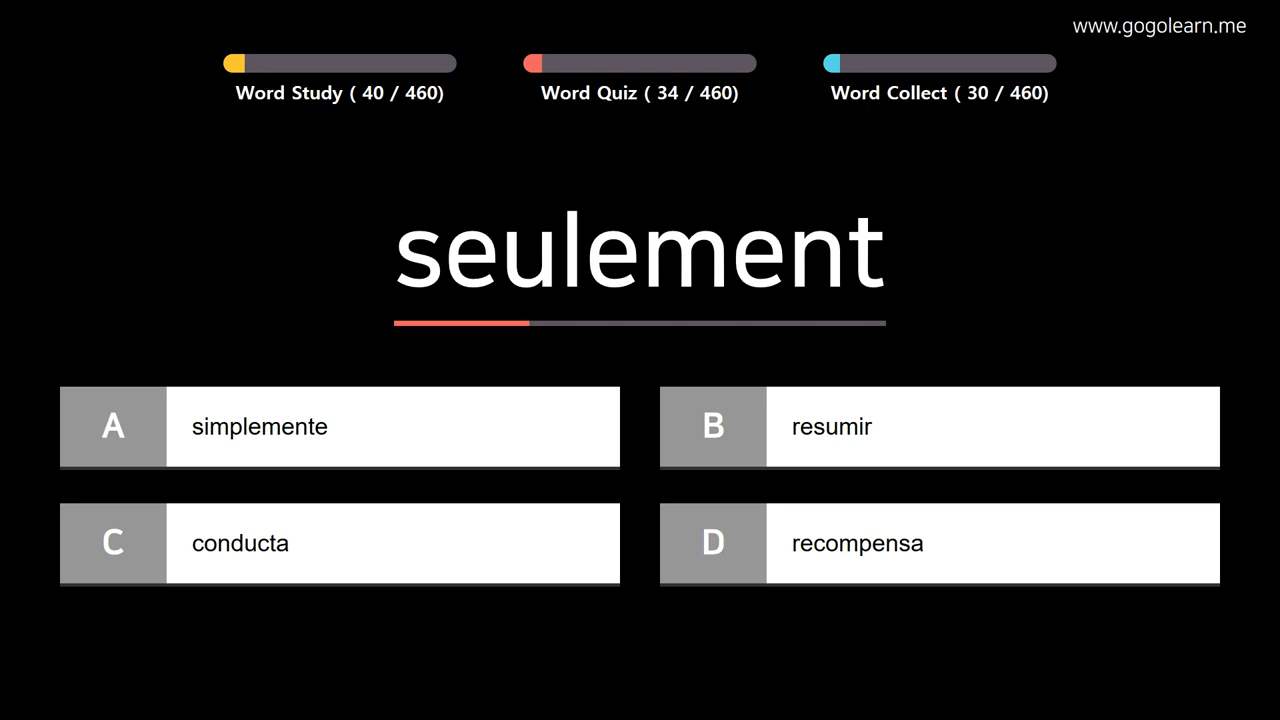 www.gogolearn.me
Word Study ( 40 / 460)
Word Quiz ( 34 / 460)
Word Collect ( 30 / 460)
seulement
A simplemente
B resumir
C conducta
D recompensa